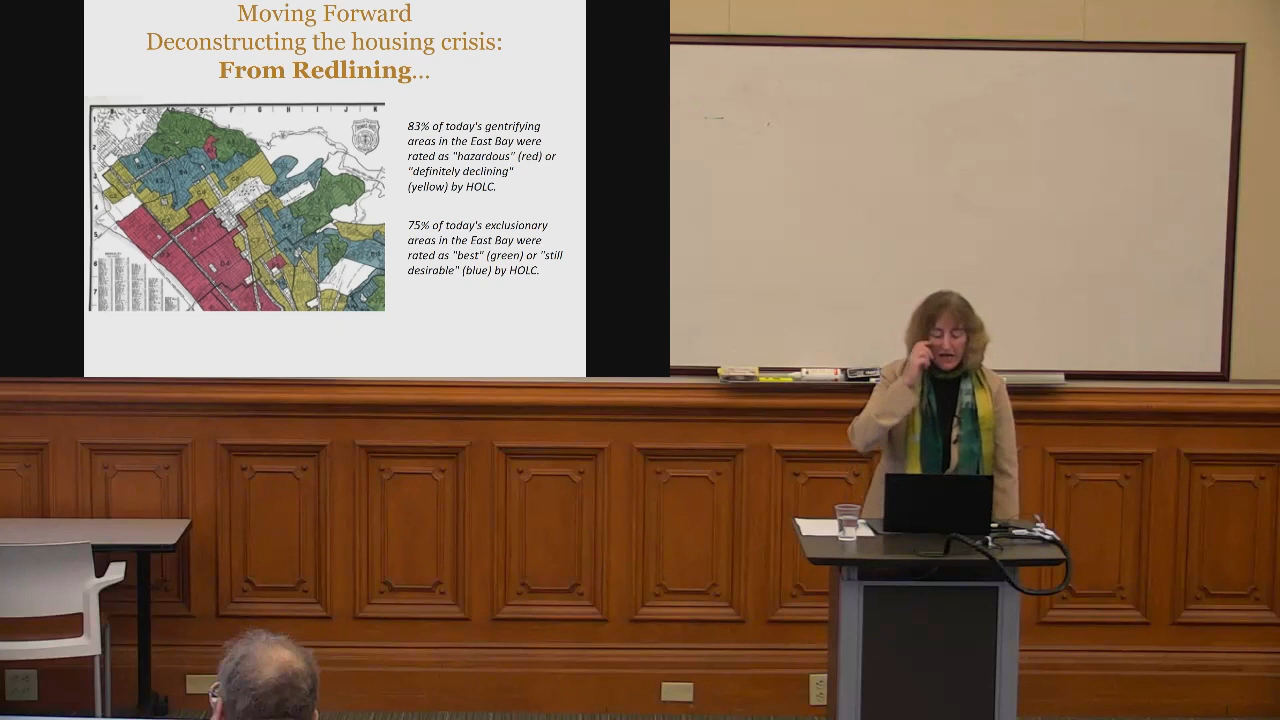 Moving Forward
Deconstructing the housing crisis:
From Redlining...
83% of today's gentrifying
areas in the East Bay were
rated as "hazardous" (red) or
"definitely declining"
(yellow) by HOLC.
75% of today's exclusionary
areas in the East Bay were
rated as "best" (green) or "still
desirable" (blue) by HOLC.